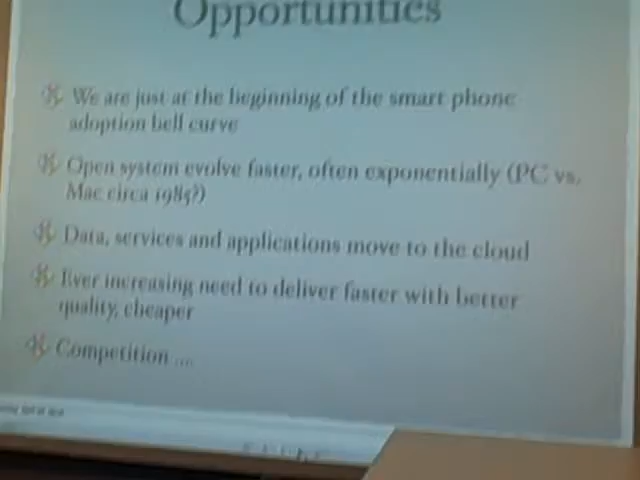 Opportunities
We are just at the beginning of the smart phone
adoption bell curve
Open system evolve faster, often exponentially (PC vs.
Mac circa 1985?)
Data, services and applications move to the cloud
Ever increasing need to deliver faster with better
quality, cheaper
Competition ....